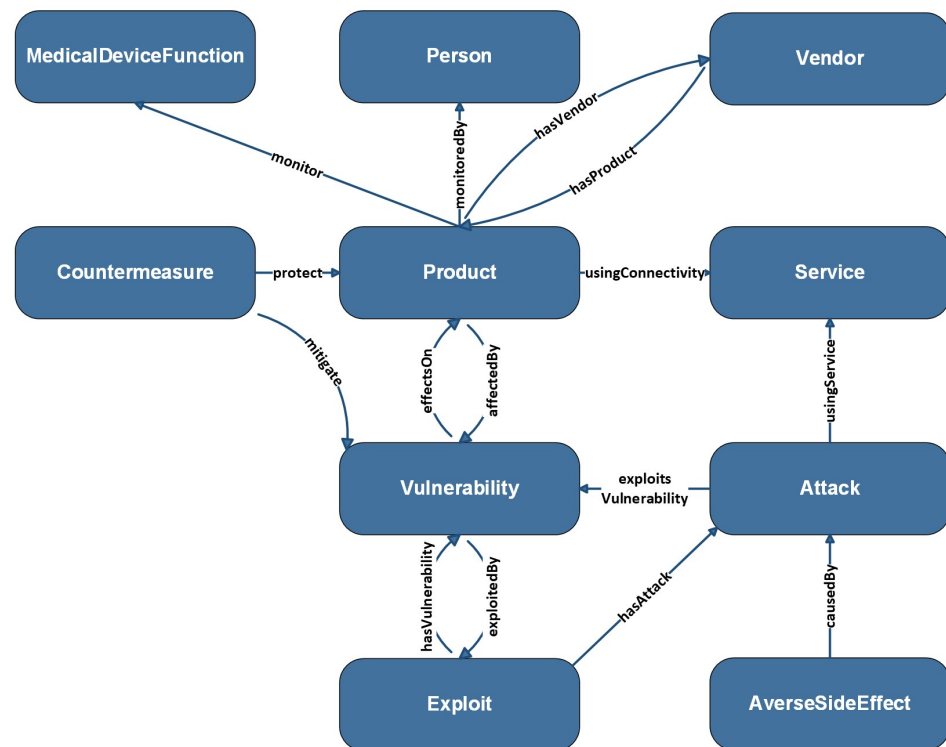 MedicalDeviceFunction
Person
Vendor
monitor
monitoredBy
hasVendor
hasProduct
Countermeasure
protect
Product
usingConnectivity
Service
mitigate
effectsOn
affectedBy
usingService
Vulnerability
exploits
Vulnerability
Attack
hasVulnerability
exploitedBy
hasAttack
causedBy
Exploit
AverseSideEffect